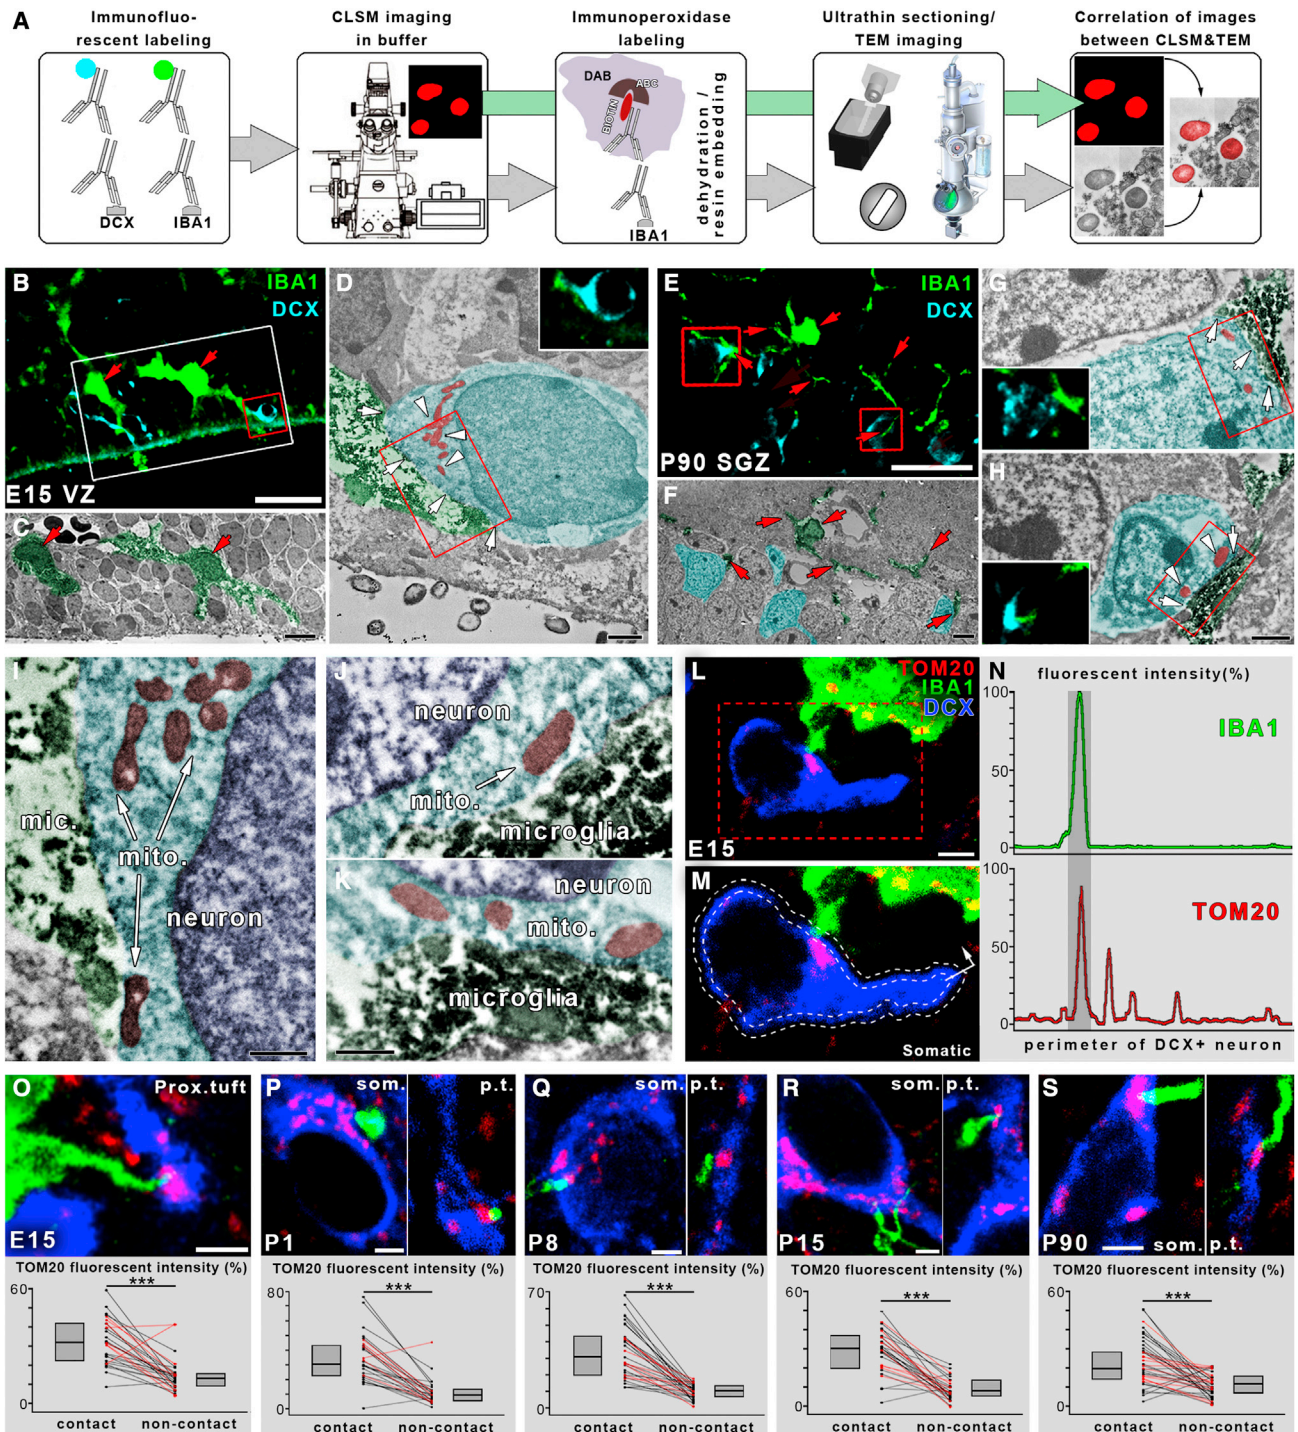 A
Immunofluo-
rescent labeling
CLSM imaging
in buffer
Immunoperoxidase
labeling
Ultrathin sectioning/
TEM imaging
Correlation of images
between CLSM&TEM
DCX IBA1
DAB
ABC
BIOTIN
IBA1
dehydration /
resin embedding
B
IBA1
DCX
E15 VZ
C
D
E
IBA1
DCX
P90 SGZ
F
G
H
I
mic.
mito.
neuron
J
neuron
mito.
microglia
K
neuron
mito.
microglia
L
TOM20
IBA1
DCX
E15
M
Somatic
N
fluorescent intensity(%)
100
50
0
IBA1
100
50
0
TOM20
perimeter of DCX+ neuron
O
Prox.tuft
E15
TOM20 fluorescent intensity (%)
60
0
***
contact non-contact
P
som. p.t.
P1
TOM20 fluorescent intensity (%)
80
0
***
contact non-contact
Q
som. p.t.
P8
TOM20 fluorescent intensity (%)
70
0
***
contact non-contact
R
som. p.t.
P15
TOM20 fluorescent intensity (%)
60
0
***
contact non-contact
S
P90
som. p.t.
TOM20 fluorescent intensity (%)
60
0
***
contact non-contact